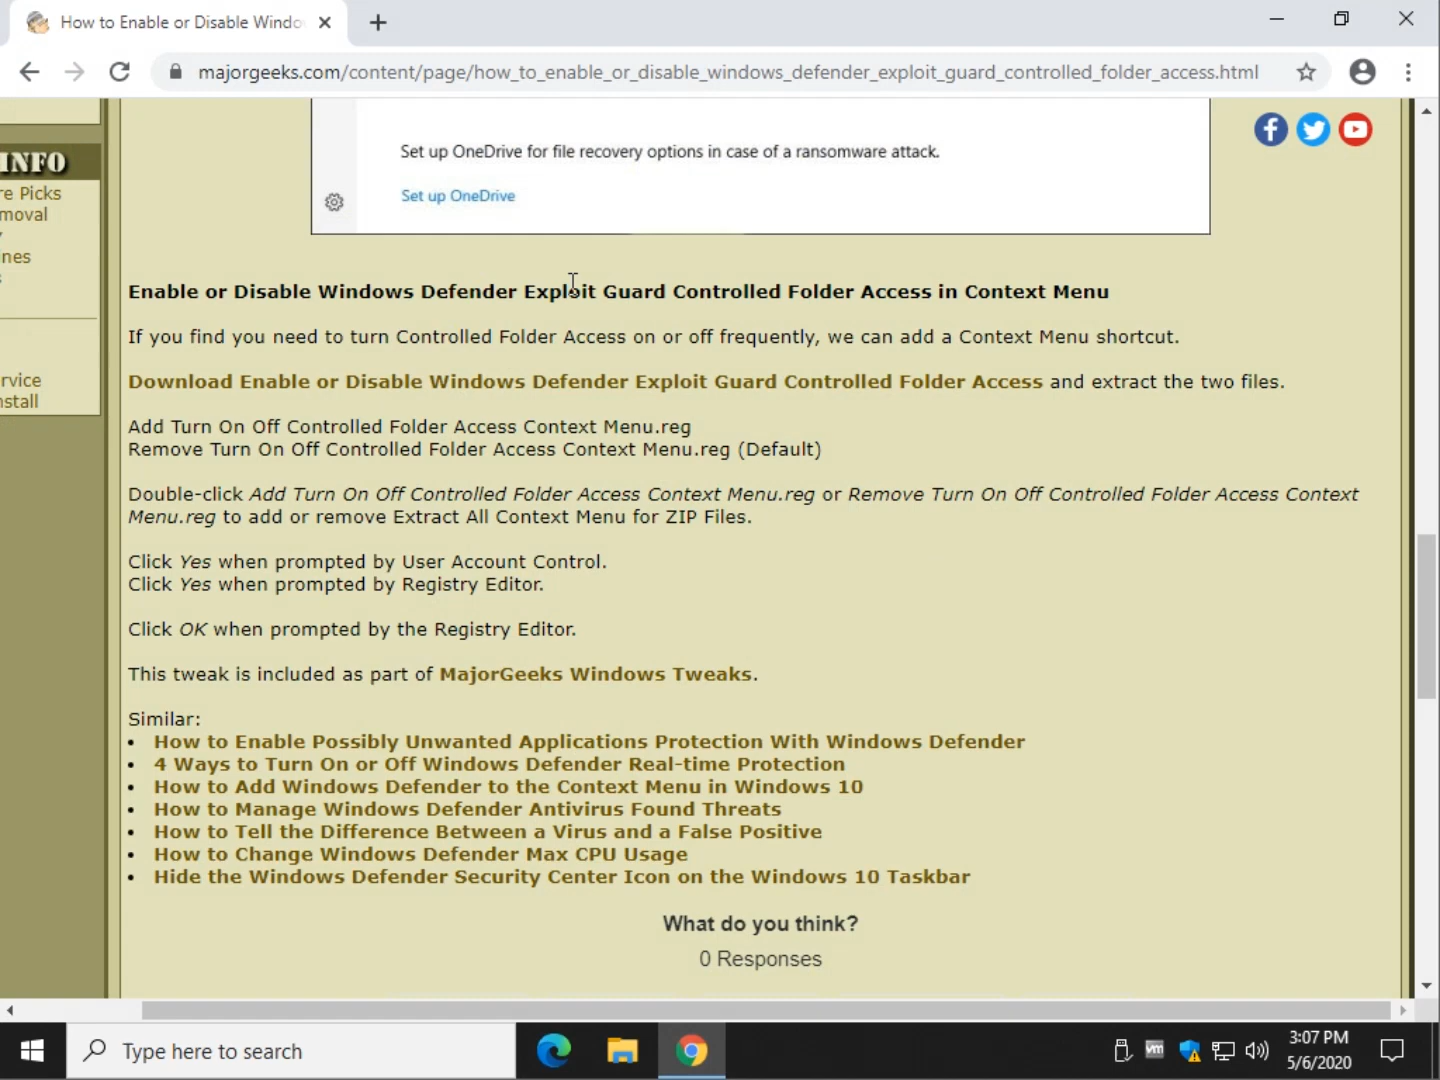 How to Enable or Disable Windo
majorgeeks.com/content/page/how_to_enable_or_disable_windows_defender_exploit_guard_controlled_folder_access.html
INFO
re Picks
moval
nes
rvice
nstall
Set up OneDrive for file recovery options in case of a ransomware attack.
Set up OneDrive
Enable or Disable Windows Defender Exploit Guard Controlled Folder Access in Context Menu
If you find you need to turn Controlled Folder Access on or off frequently, we can add a Context Menu shortcut.
Download Enable or Disable Windows Defender Exploit Guard Controlled Folder Access and extract the two files.
Add Turn On Off Controlled Folder Access Context Menu.reg
Remove Turn On Off Controlled Folder Access Context Menu.reg (Default)
Double-click Add Turn On Off Controlled Folder Access Context Menu.reg or Remove Turn On Off Controlled Folder Access Context
Menu.reg to add or remove Extract All Context Menu for ZIP Files.
Click Yes when prompted by User Account Control.
Click Yes when prompted by Registry Editor.
Click OK when prompted by the Registry Editor.
This tweak is included as part of MajorGeeks Windows Tweaks.
Similar:
• How to Enable Possibly Unwanted Applications Protection With Windows Defender
• 4 Ways to Turn On or Off Windows Defender Real-time Protection
• How to Add Windows Defender to the Context Menu in Windows 10
• How to Manage Windows Defender Antivirus Found Threats
• How to Tell the Difference Between a Virus and a False Positive
• How to Change Windows Defender Max CPU Usage
• Hide the Windows Defender Security Center Icon on the Windows 10 Taskbar
What do you think?
0 Responses
Type here to search
vm
3:07 PM
5/6/2020